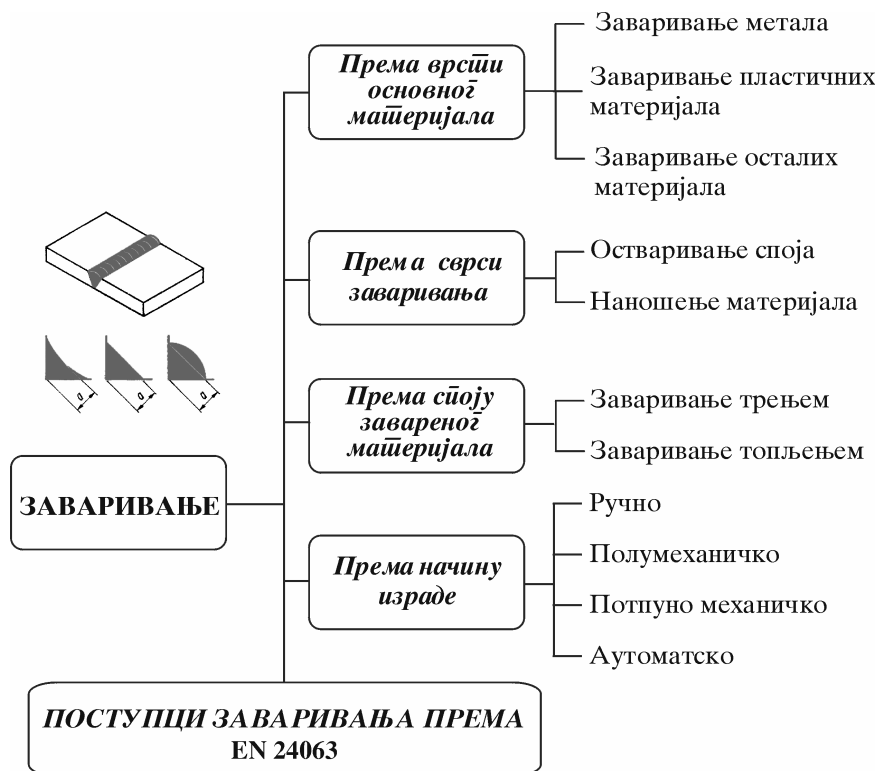 Према врсти
основног
материјала
Заваривање метала
Заваривање пластичних
материјала
Заваривање осталих
материјала
Према сврси
заваривања
Остваривање споја
Наношење материјала
a
a
a
Према споју
завареног
материјала
Заваривање трењем
Заваривање топљењем
ЗАВАРИВАЊЕ
Према начину
израде
Ручно
Полумеханичко
Потпуно механичко
Аутоматско
ПОСТУПЦИ ЗАВАРИВАЊА ПРЕМА
EN 24063